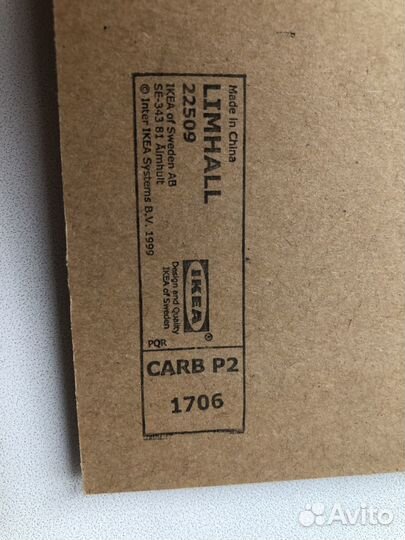 Made in China
LIMHALL
22509
IKEA of Sweden AB
SE-343 81 Älmhult
© Inter IKEA Systems B.V. 1999
IKEA®
Design and Quality
IKEA of Sweden
PQR
CARB P2
1706
Avito